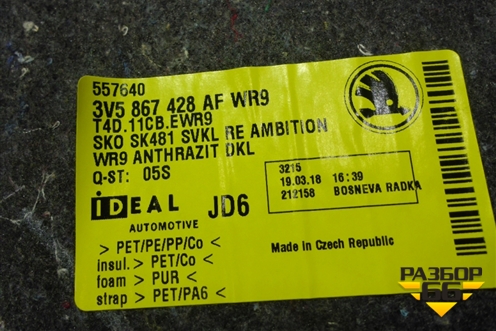 557640
3V5 867 428 AF WR9
T4D.11CB.EWR9
SKO SK481 SVKL RE AMBITION
WR9 ANTHRAZIT DKL
Q-ST: 05S
3215
19.03.18 16:39
212158 BOSNEVA RADKA
iDEAL JD6
AUTOMOTIVE
> PET/PE/PP/Co <
insul. > PET/Co <
foam > PUR <
strap > PET/PA6 <
Made in Czech Republic
РАЗБОР
66